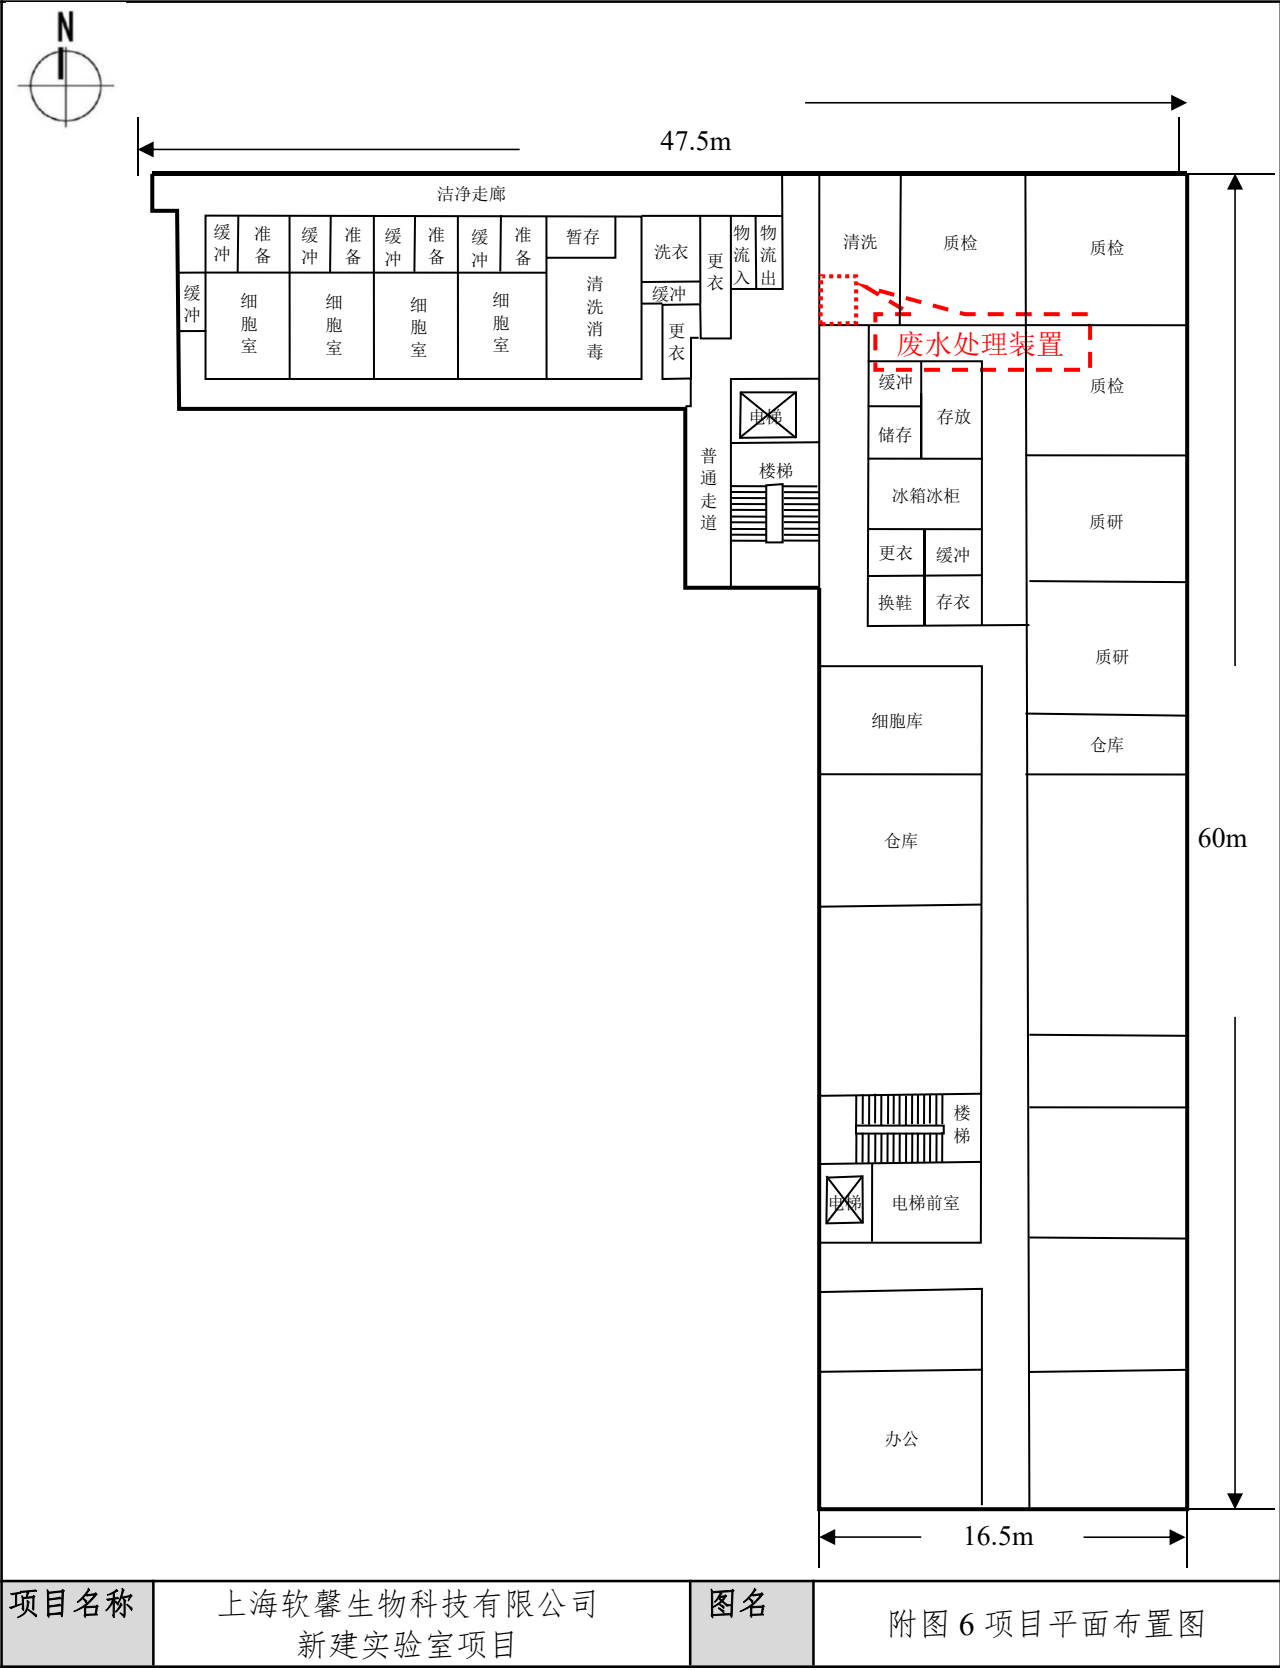 N
47.5m
洁净走廊
缓冲
准备
缓冲
准备
缓冲
准备
缓冲
准备
暂存
洗衣
更衣
物流入
物流出
清洗
质检
质检
缓冲
细胞室
细胞室
细胞室
细胞室
清洗消毒
缓冲
更衣
废水处理装置
缓冲
存放
质检
储存
电梯
楼梯
普通走道
冰箱冰柜
质研
更衣
缓冲
换鞋
存衣
质研
细胞库
仓库
仓库
60m
楼梯
电梯
电梯前室
办公
16.5m
项目名称
上海软馨生物科技有限公司
新建实验室项目
图名
附图 6 项目平面布置图